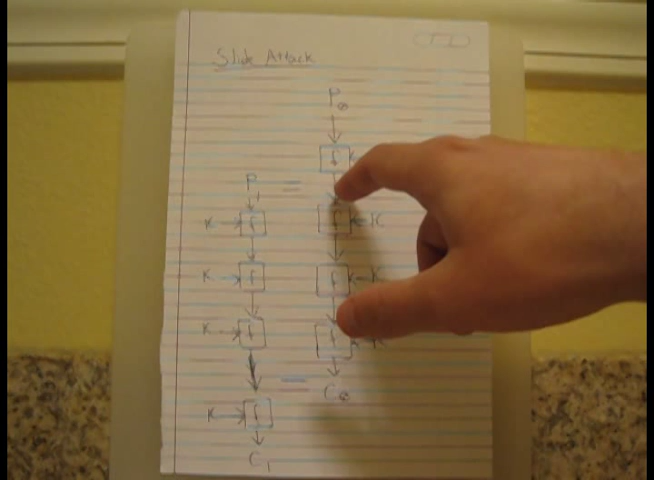 Slide Attack
P0
f
P1 =
K f f K
K f f K
K f f K
=
C0
K f
C1